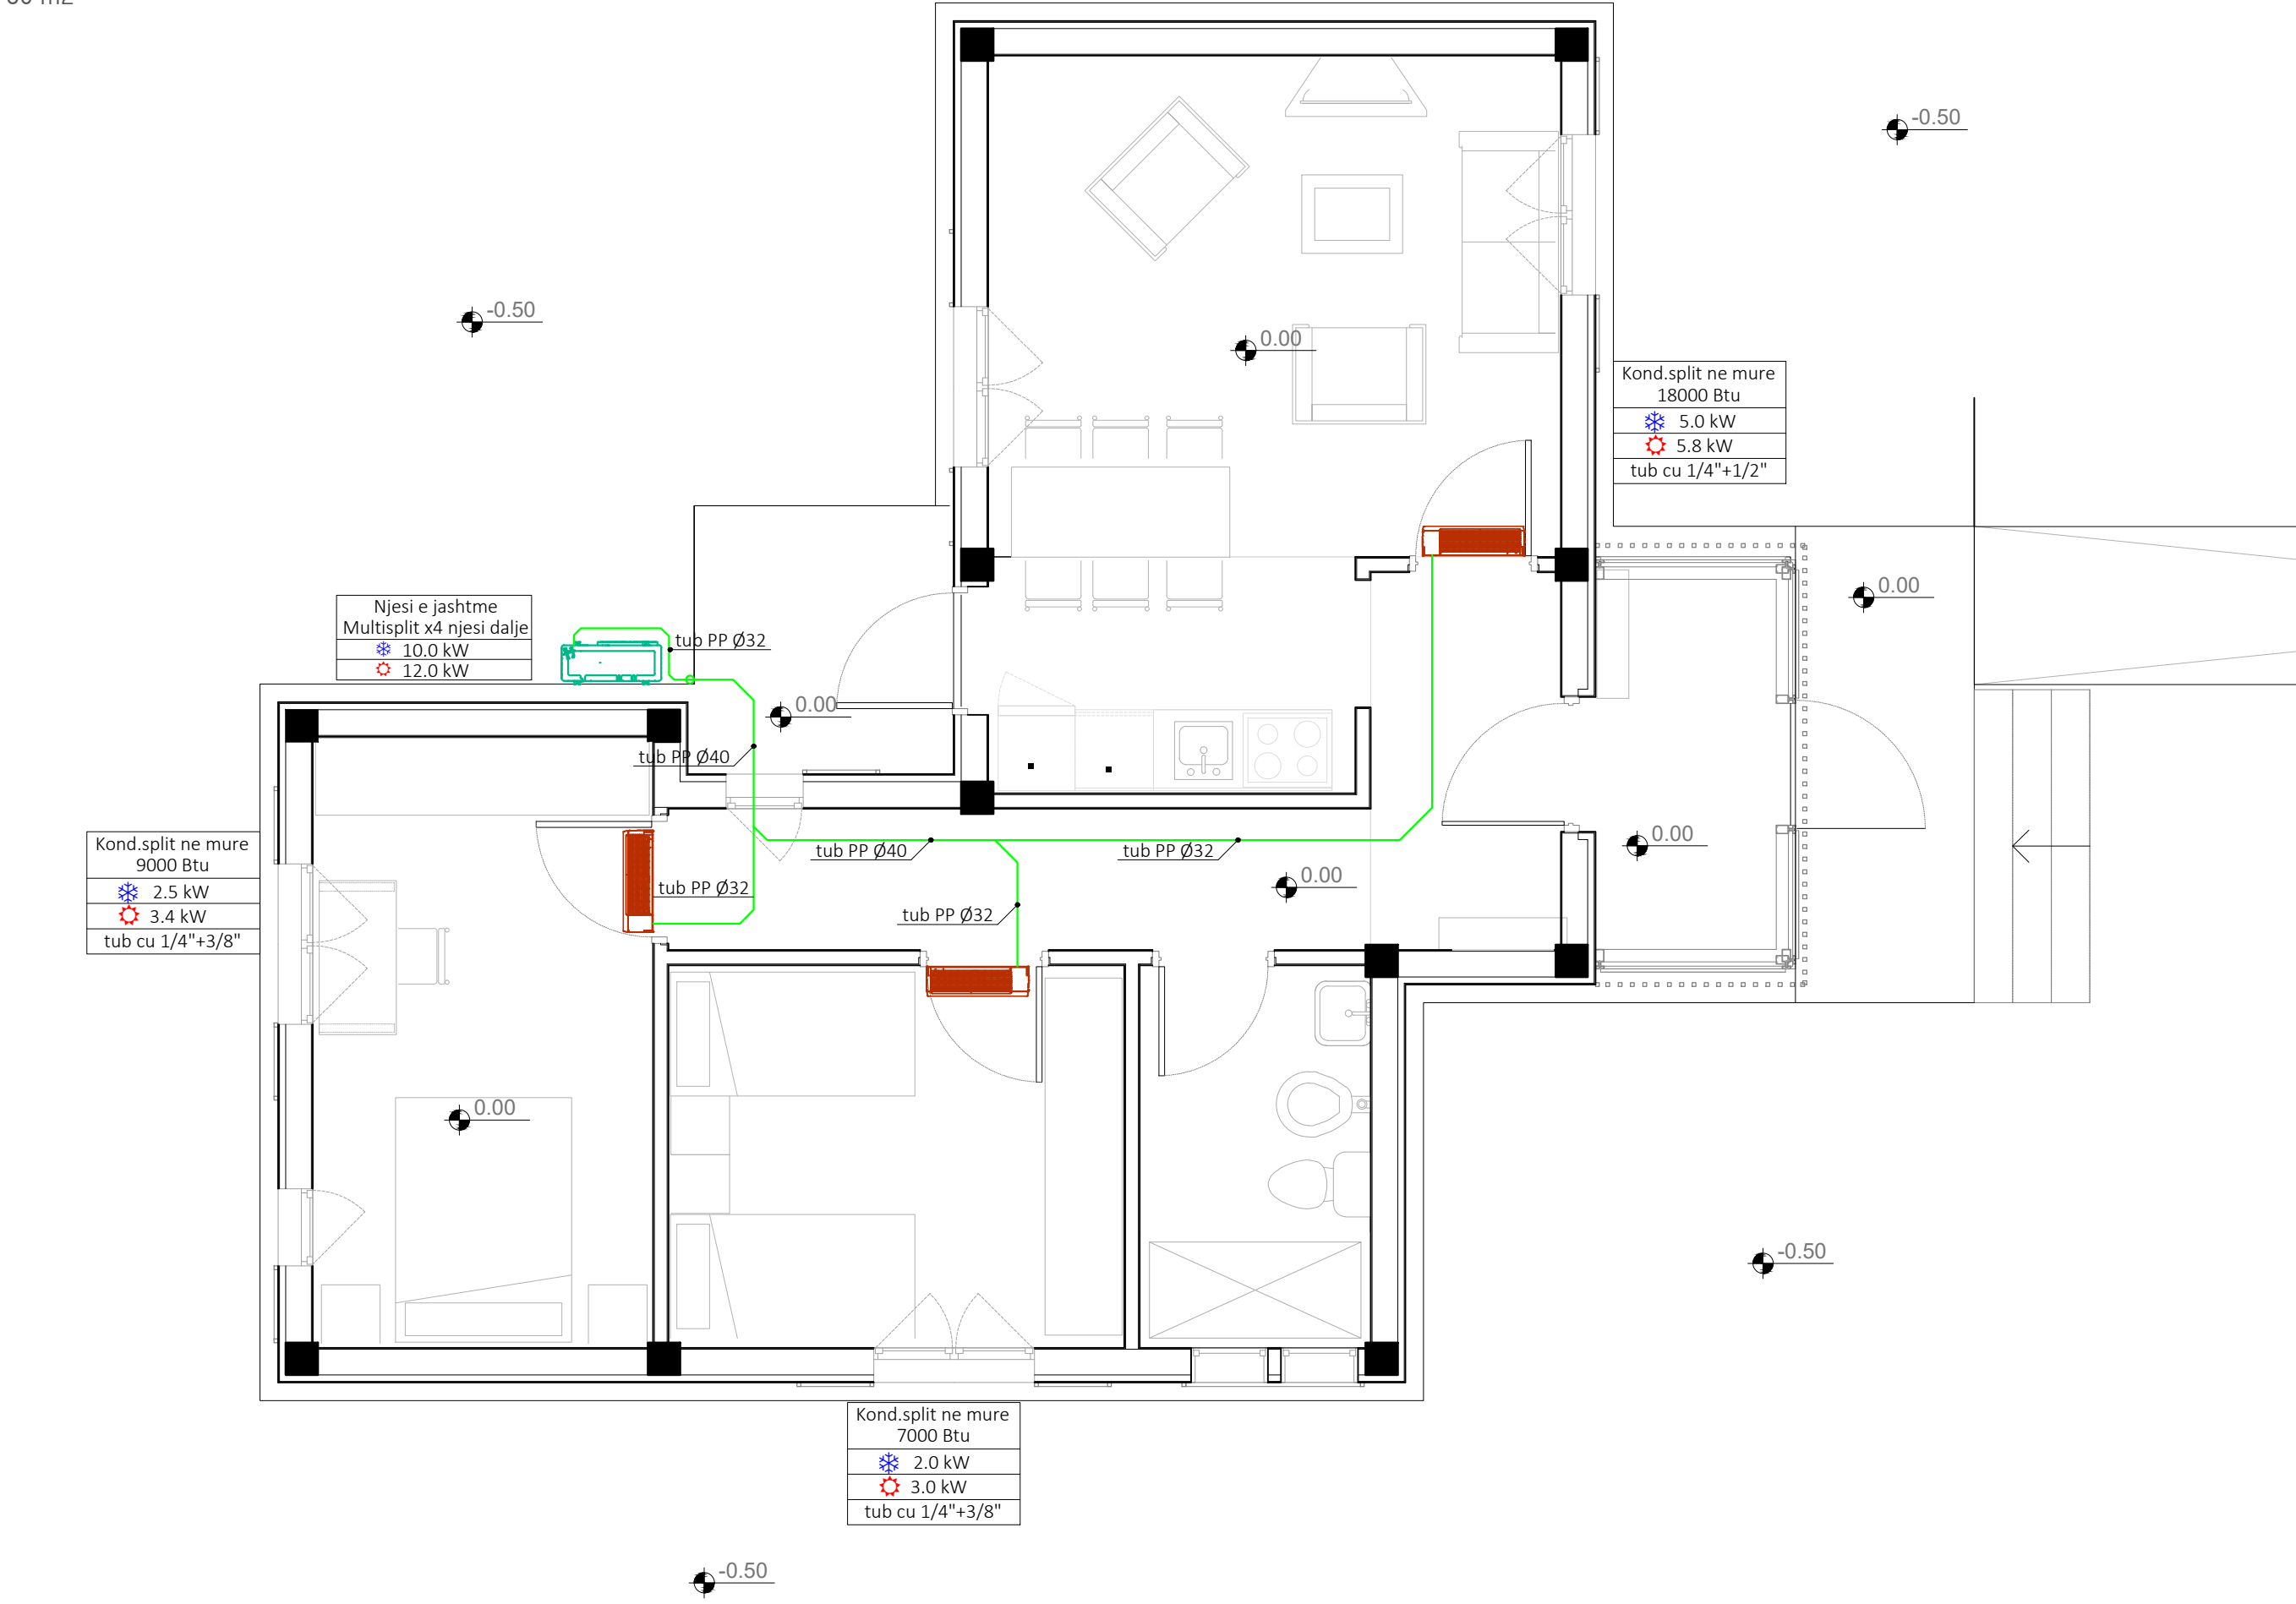 -0.50
-0.50
0.00
Kond.split ne mure
18000 Btu
5.0 kW
5.8 kW
tub cu 1/4"+1/2"
0.00
Njesi e jashtme
Multisplit x4 njesi dalje
10.0 kW
12.0 kW
tub PP Ø32
0.00
tub PP Ø40
Kond.split ne mure
9000 Btu
2.5 kW
3.4 kW
tub cu 1/4"+3/8"
tub PP Ø40
tub PP Ø32
0.00
tub PP Ø32
0.00
tub PP Ø32
0.00
-0.50
Kond.split ne mure
7000 Btu
2.0 kW
3.0 kW
tub cu 1/4"+3/8"
-0.50